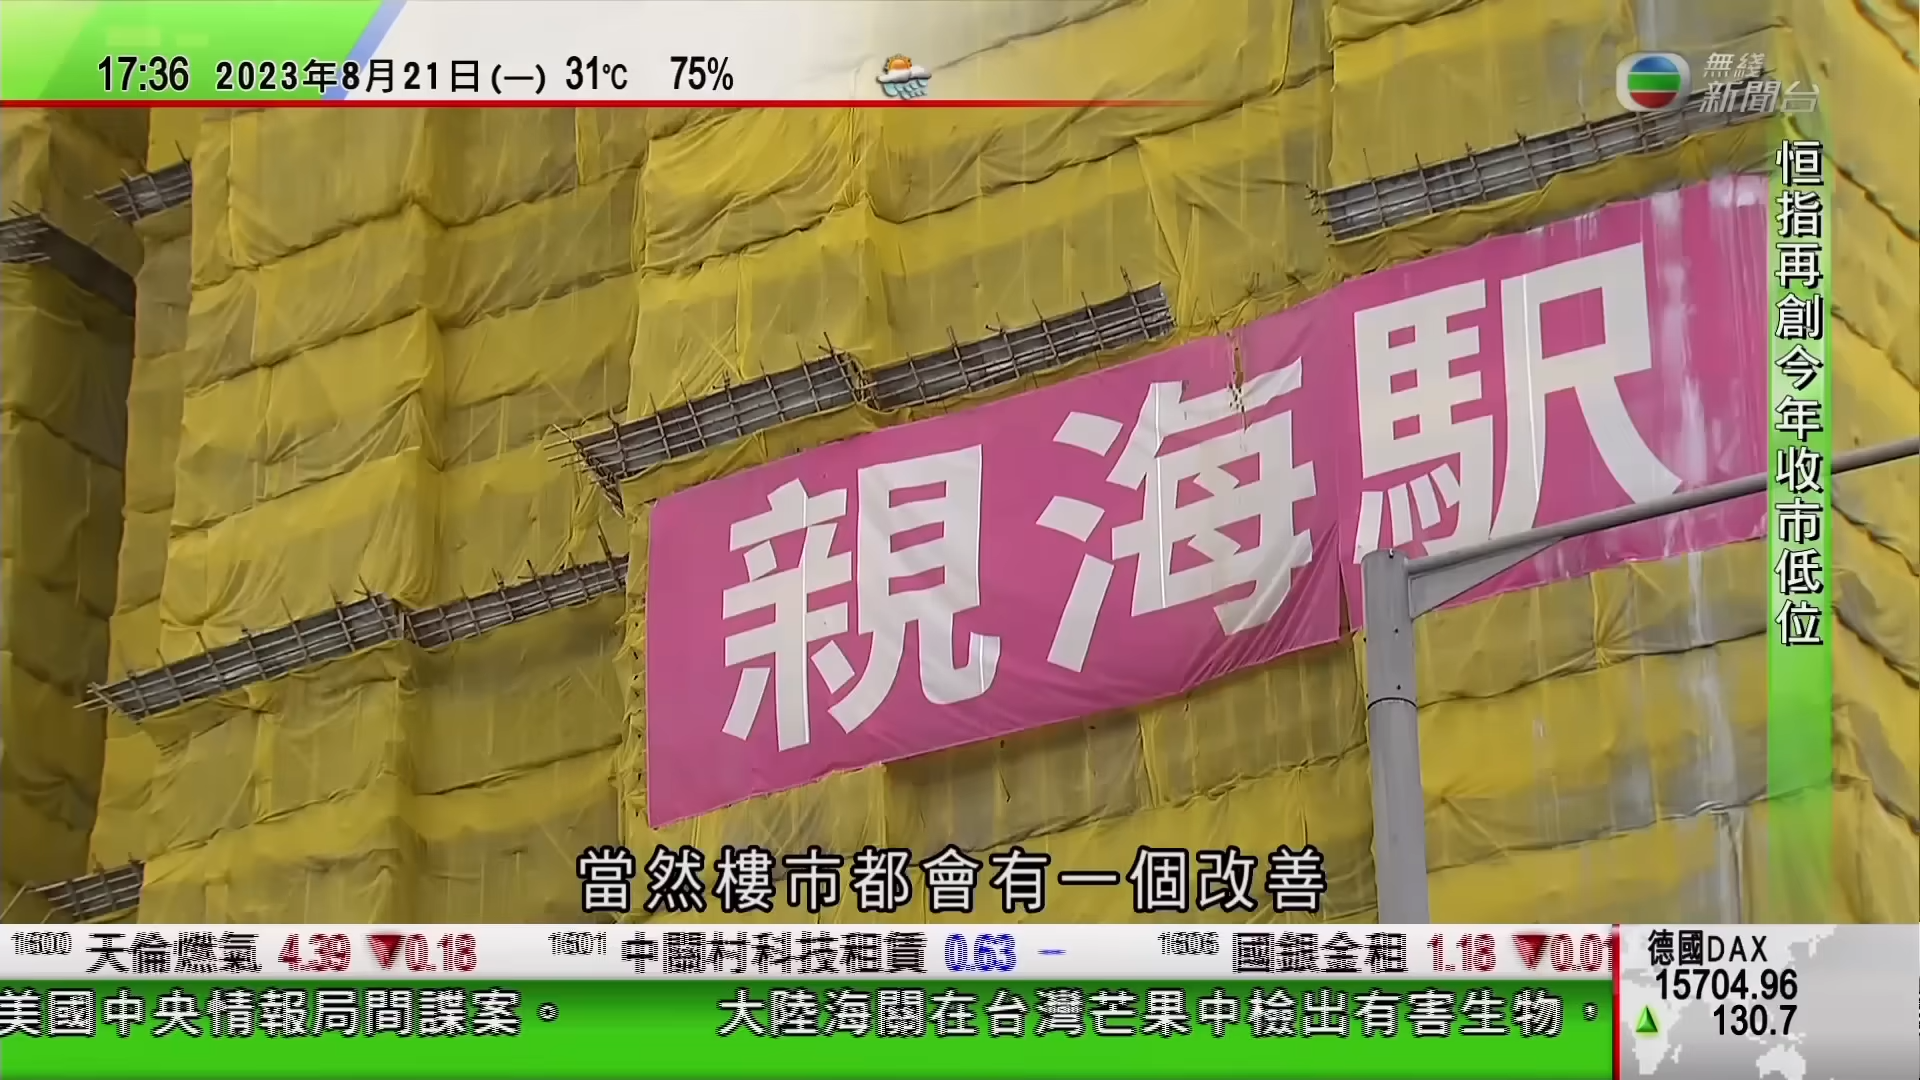 17:36 2023年8月21日(一) 31℃ 75%
無綫
新聞台
恒指再創今年收市低位
親海駅
當然樓市都會有一個改善
1600 天倫燃氣 4.39 ▼0.18 1601 中關村科技租賃 0.63 – 1606 國銀金租 1.18 ▼0.01
美國中央情報局間諜案。 大陸海關在台灣芒果中檢出有害生物，
德國DAX
15704.96
▲ 130.7